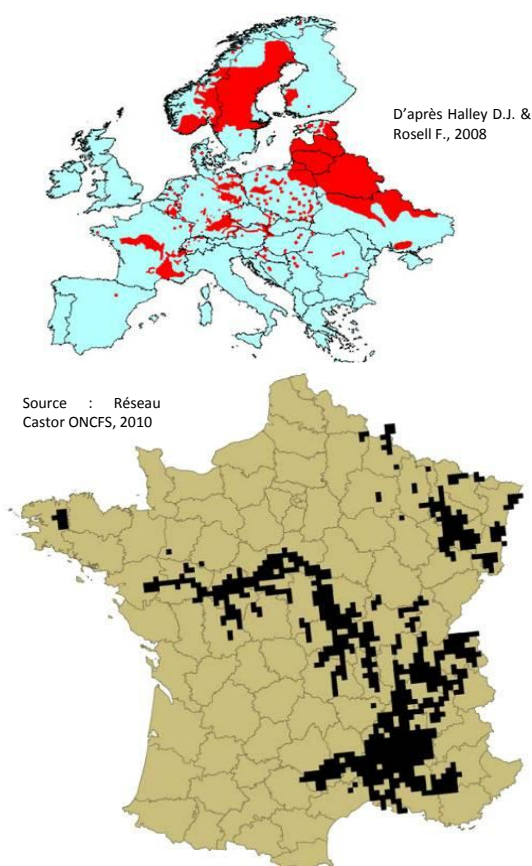 D’après Halley D.J. &
Rosell F., 2008
Source : Réseau
Castor ONCFS, 2010